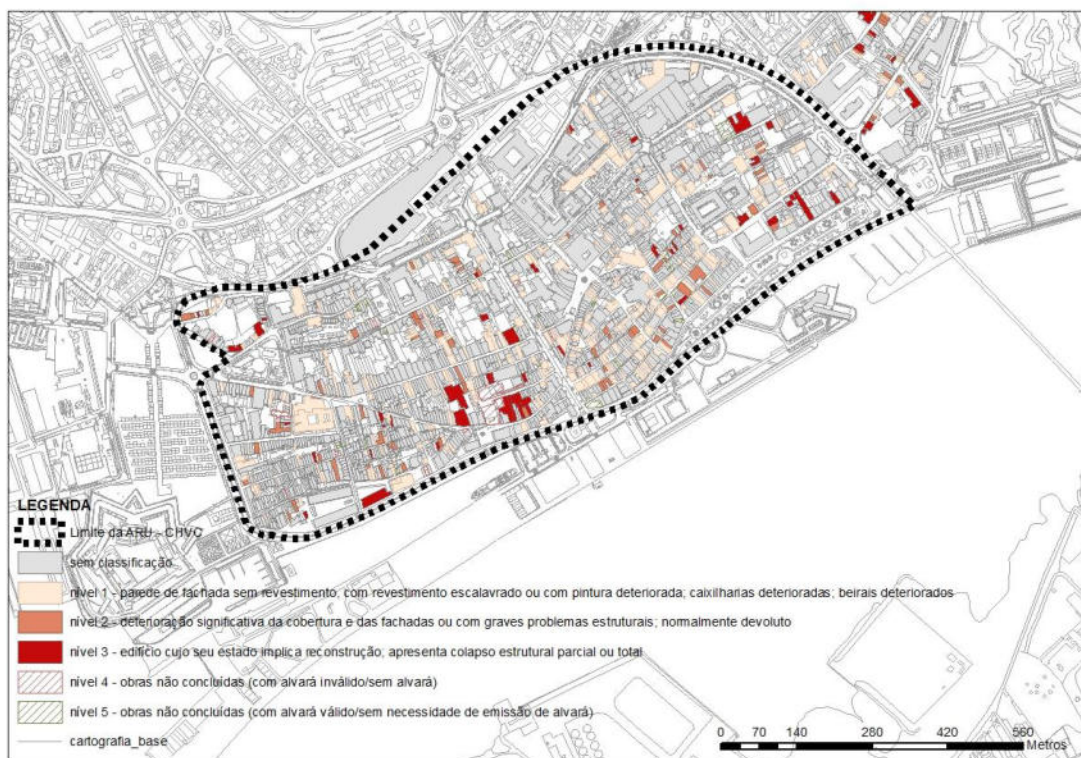 LEGENDA
Limite da ARU - CHVC
sem classificação
nível 1 - parede de fachada sem revestimento, com revestimento escalavrado ou com pintura deteriorada; caixilharias deterioradas; beirais deteriorados
nível 2 - deterioração significativa da cobertura e das fachadas ou com graves problemas estruturais; normalmente devoluto
nível 3 - edifício cujo seu estado implica reconstrução; apresenta colapso estrutural parcial ou total
nível 4 - obras não concluídas (com alvará inválido/sem alvará)
nível 5 - obras não concluídas (com alvará válido/sem necessidade de emissão de alvará)
cartografia_base
0 70 140 280 420 560
Metros